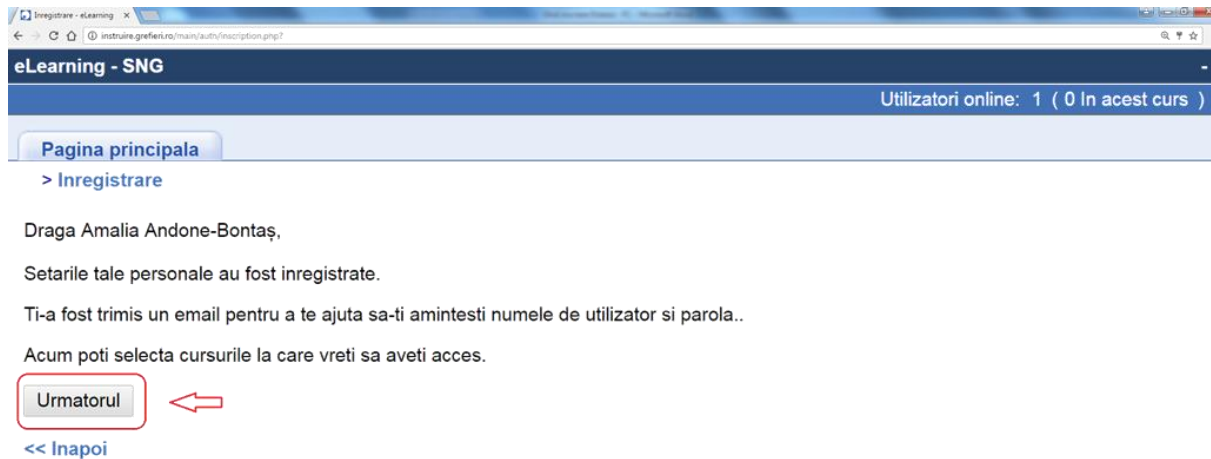 Inregistrare - eLearning
instruire.grefieri.ro/main/auth/inscription.php?
eLearning - SNG -
Utilizatori online: 1 ( 0 In acest curs )
Pagina principala
> Inregistrare
Draga Amalia Andone-Bontaș,
Setarile tale personale au fost inregistrate.
Ti-a fost trimis un email pentru a te ajuta sa-ti amintesti numele de utilizator si parola..
Acum poti selecta cursurile la care vreti sa aveti acces.
Urmatorul
<< Inapoi